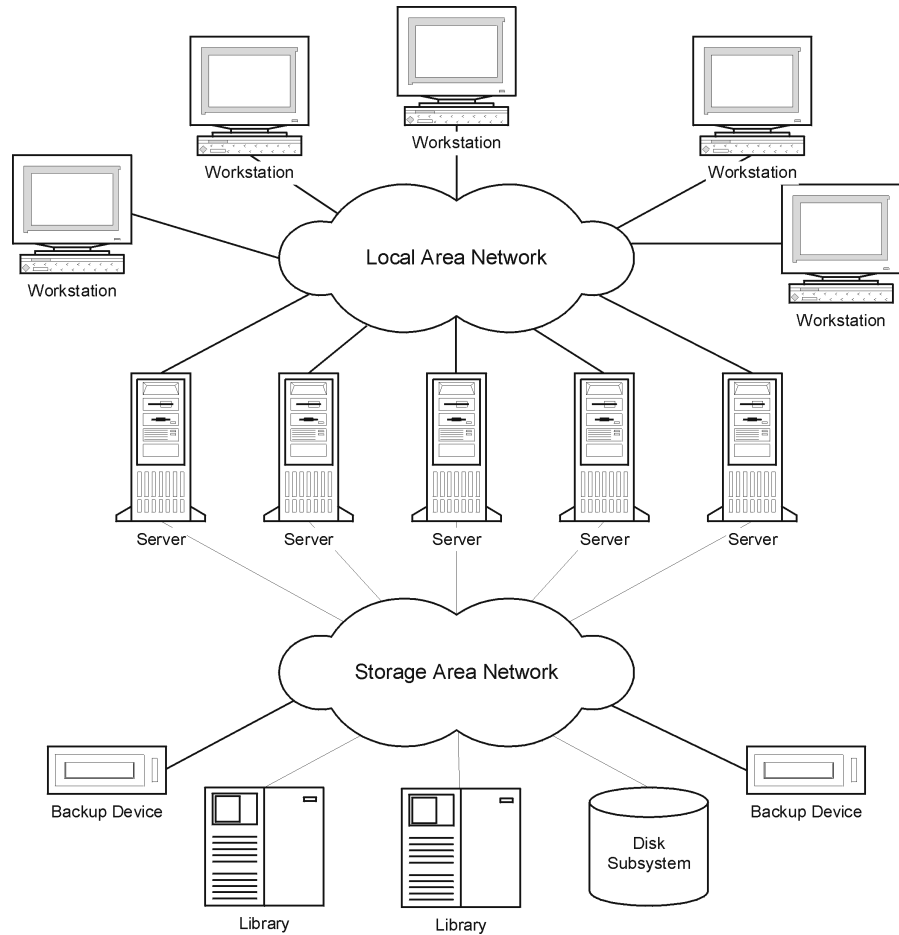 Workstation
Workstation
Workstation
Local Area Network
Workstation
Workstation
Server
Server
Server
Server
Server
Storage Area Network
Backup Device
Backup Device
Disk
Subsystem
Library
Library